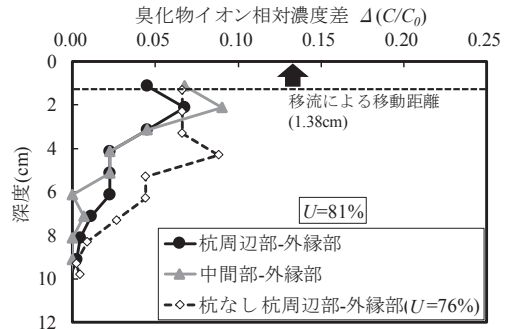 臭化物イオン相対濃度差 Δ(C/C0)
0.00 0.05 0.10 0.15 0.20 0.25
0
2
4
6
8
10
12
深度(cm)
移流による移動距離
(1.38cm)
U=81%
杭周辺部-外縁部
中間部-外縁部
杭なし 杭周辺部-外縁部(U=76%)